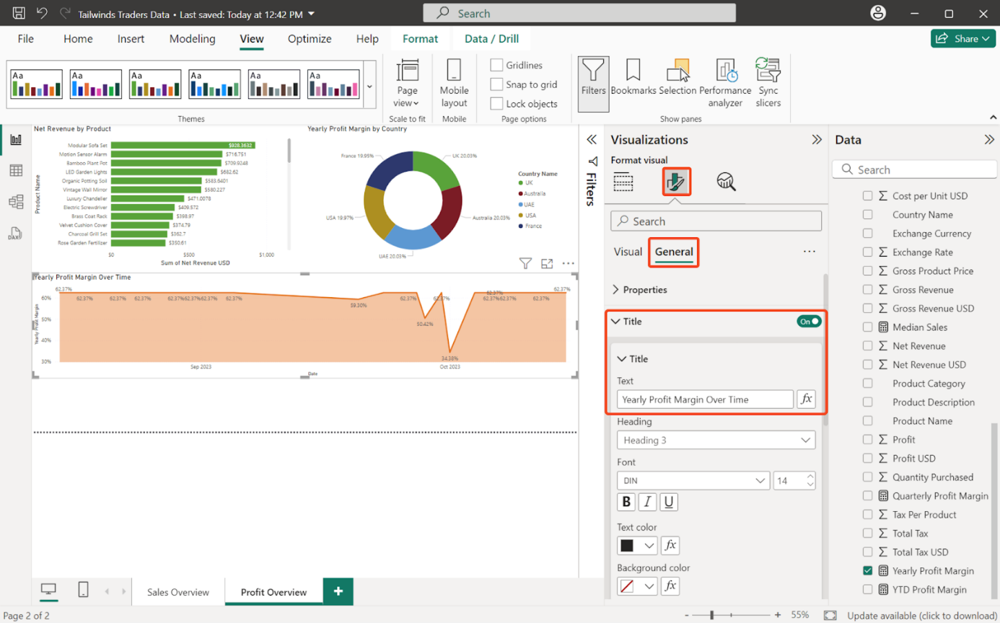 Tailwinds Traders Data • Last saved: Today at 12:42 PM
Search
File Home Insert Modeling View Optimize Help Format Data / Drill
Share
Aa Aa Aa Aa Aa Aa
Themes
Page view
Scale to fit
Mobile layout
Mobile
Gridlines
Snap to grid
Lock objects
Page options
Filters
Bookmarks
Selection
Performance analyzer
Sync slicers
Show panes
Net Revenue by Product
Product Name
Modular Sofa Set $928.3632
Motion Sensor Alarm $716.751
Bamboo Plant Pot $709.9248
LED Garden Lights $682.62
Organic Potting Soil $583.6401
Vintage Wall Mirror $580.227
Luxury Chandelier $471.0078
Electric Screwdriver $409.572
Brass Coat Rack $398.97
Velvet Cushion Cover $374.79
Charcoal Grill Set $362.7
Rose Garden Fertilizer $350.61
$0 $500 $1,000
Sum of Net Revenue USD
Yearly Profit Margin by Country
France 19.95%
UK 20.03%
USA 19.97%
Australia 20.03%
UAE 20.03%
Country Name
UK
Australia
UAE
USA
France
Yearly Profit Margin Over Time
Yearly Profit Margin
60%
50%
40%
30%
62.37% 62.37%
62.37% 62.37% 62.37% 62.37%62.37%62.37% 62.37% 62.37% 62.37% 62.37% 62.37%62.37% 62.37%
59.30%
50.42%
34.38%
Sep 2023 Oct 2023
Date
DAX
Filters
Visualizations
Format visual
Search
Visual General
Properties
Title On
Title
Text
Yearly Profit Margin Over Time fx
Heading
Heading 3
Font
DIN 14
B I U
Text color
fx
Background color
fx
Data
Search
Cost per Unit USD
Country Name
Exchange Currency
Exchange Rate
Gross Product Price
Gross Revenue
Gross Revenue USD
Median Sales
Net Revenue
Net Revenue USD
Product Category
Product Description
Product Name
Profit
Profit USD
Quantity Purchased
Quarterly Profit Margin
Tax Per Product
Total Tax
Total Tax USD
Yearly Profit Margin
YTD Profit Margin
Sales Overview Profit Overview +
Page 2 of 2
- + 55%
Update available (click to download)